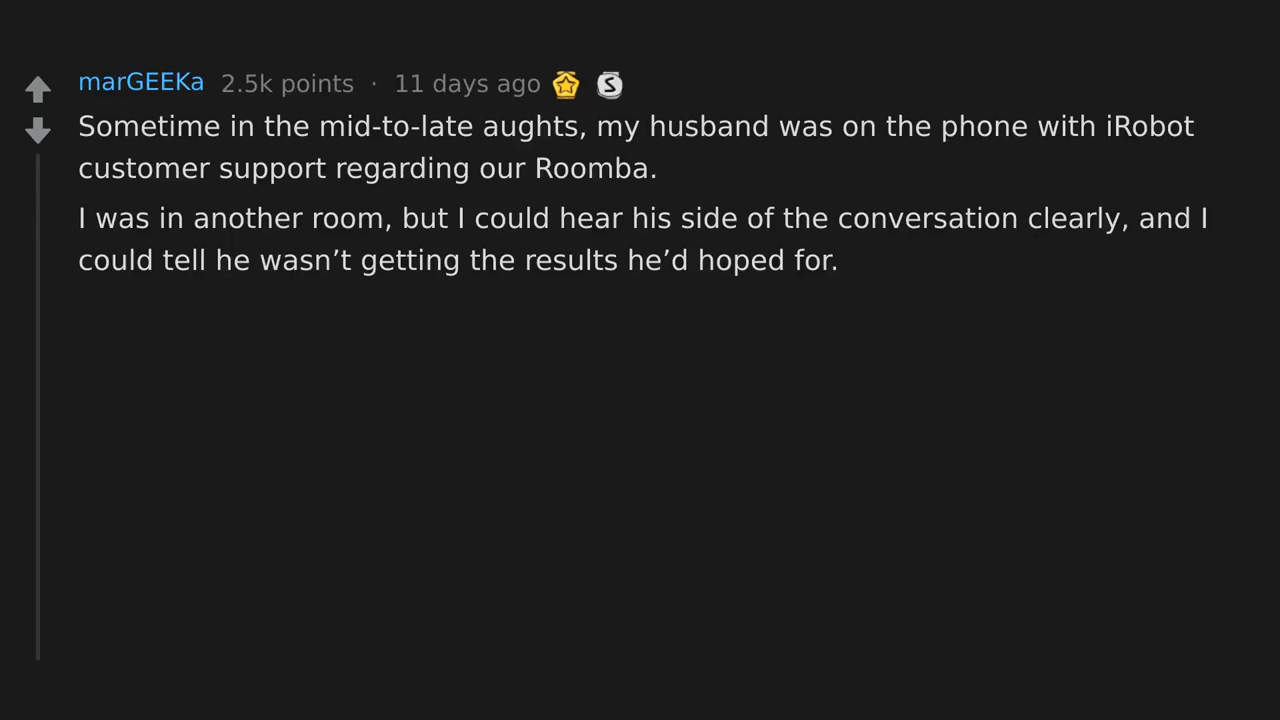 marGEEKa 2.5k points · 11 days ago
Sometime in the mid-to-late aughts, my husband was on the phone with iRobot
customer support regarding our Roomba.
I was in another room, but I could hear his side of the conversation clearly, and I
could tell he wasn’t getting the results he’d hoped for.